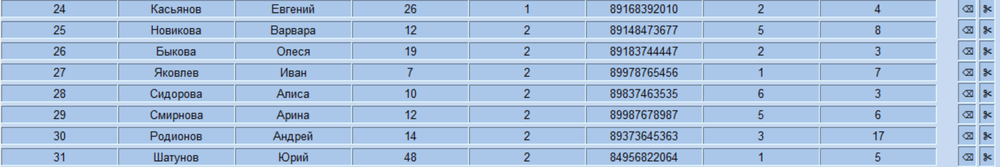 24 Касьянов Евгений 26 1 89168392010 2 4 ⌫ ✂
25 Новикова Варвара 12 2 89148473677 5 8 ⌫ ✂
26 Быкова Олеся 19 2 89183744447 2 3 ⌫ ✂
27 Яковлев Иван 7 2 89978765456 1 7 ⌫ ✂
28 Сидорова Алиса 10 2 89837463535 6 3 ⌫ ✂
29 Смирнова Арина 12 2 89987678987 5 6 ⌫ ✂
30 Родионов Андрей 14 2 89373645363 3 17 ⌫ ✂
31 Шатунов Юрий 48 2 84956822064 1 5 ⌫ ✂